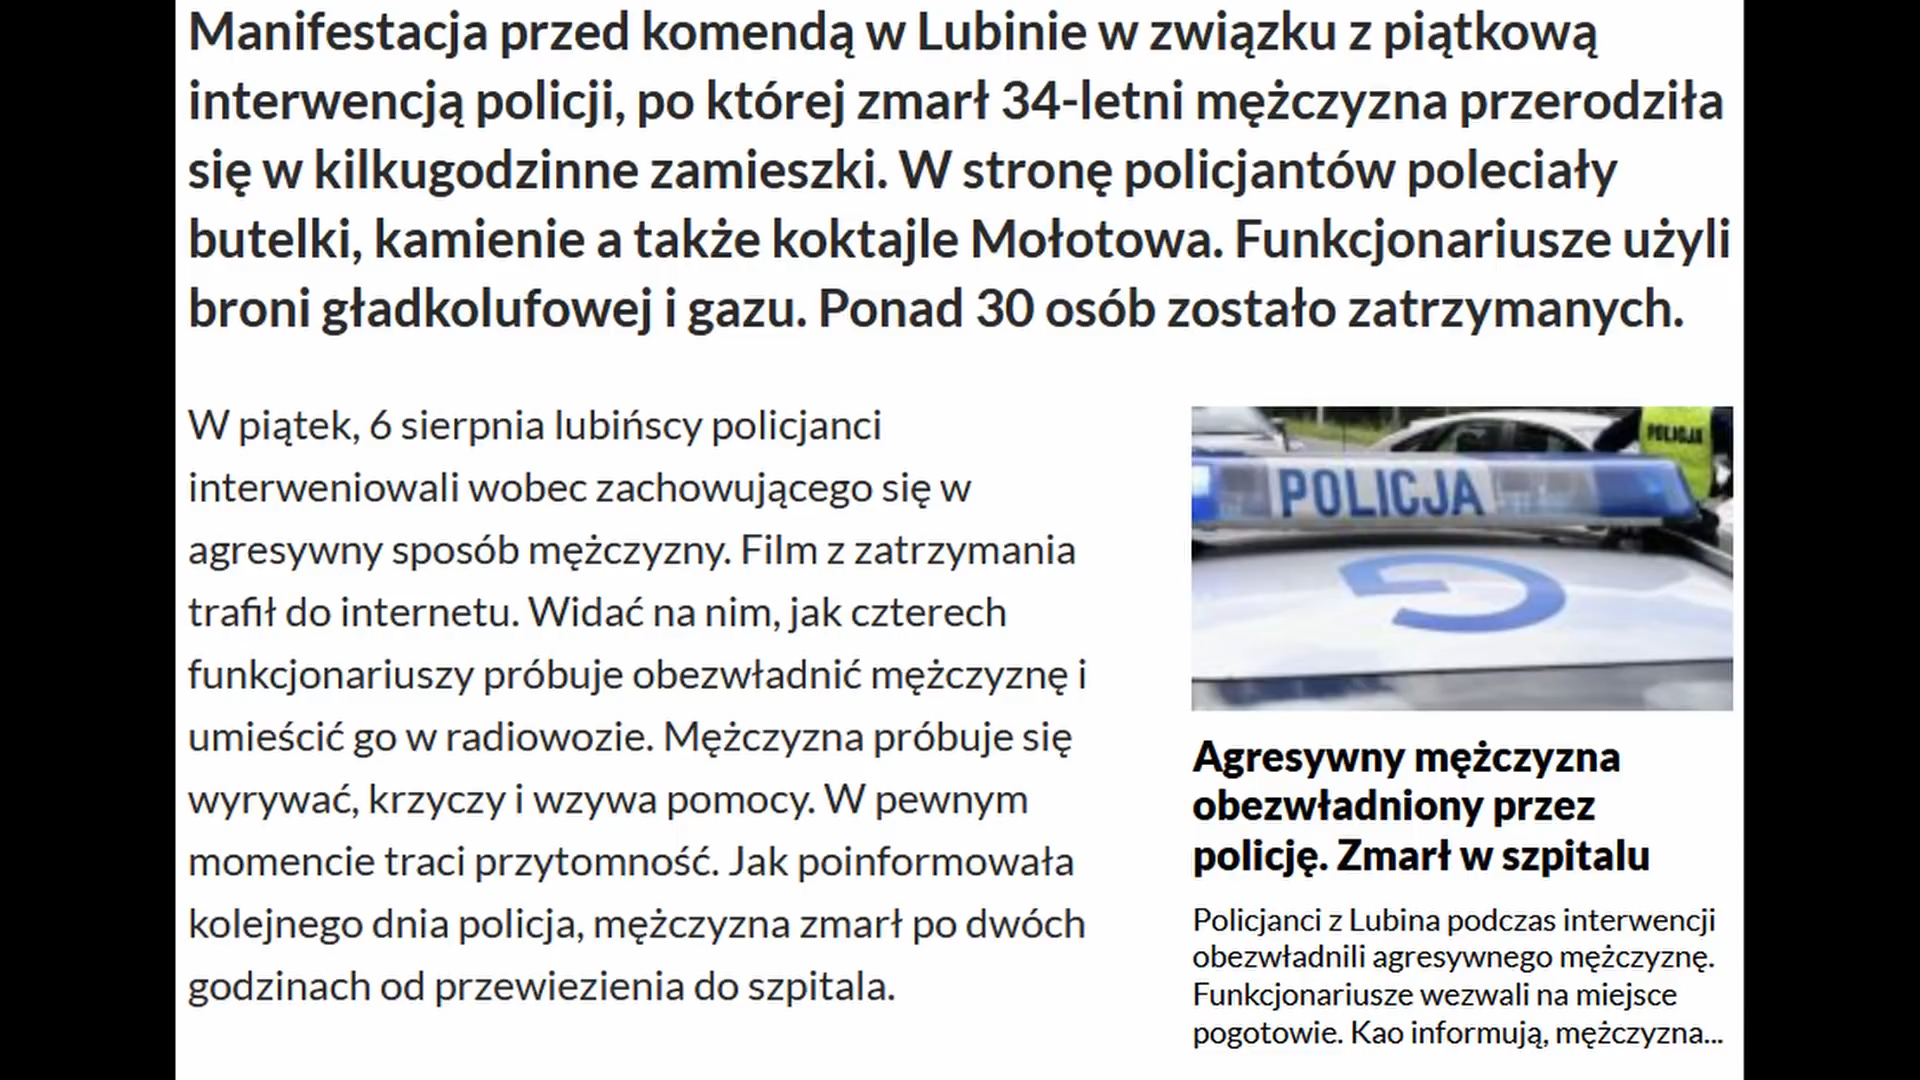 Manifestacja przed komendą w Lubinie w związku z piątkową
interwencją policji, po której zmarł 34-letni mężczyzna przerodziła
się w kilkugodzinne zamieszki. W stronę policjantów poleciały
butelki, kamienie a także koktajle Mołotowa. Funkcjonariusze użyli
broni gładkolufowej i gazu. Ponad 30 osób zostało zatrzymanych.
W piątek, 6 sierpnia lubińscy policjanci
interweniowali wobec zachowującego się w
agresywny sposób mężczyzny. Film z zatrzymania
trafił do internetu. Widać na nim, jak czterech
funkcjonariuszy próbuje obezwładnić mężczyznę i
umieścić go w radiowozie. Mężczyzna próbuje się
wyrywać, krzyczy i wzywa pomocy. W pewnym
momencie traci przytomność. Jak poinformowała
kolejnego dnia policja, mężczyzna zmarł po dwóch
godzinach od przewiezienia do szpitala.
POLICJA
POLICJA
G
Agresywny mężczyzna
obezwładniony przez
policję. Zmarł w szpitalu
Policjanci z Lubina podczas interwencji
obezwładnili agresywnego mężczyznę.
Funkcjonariusze wezwali na miejsce
pogotowie. Kao informują, mężczyzna...